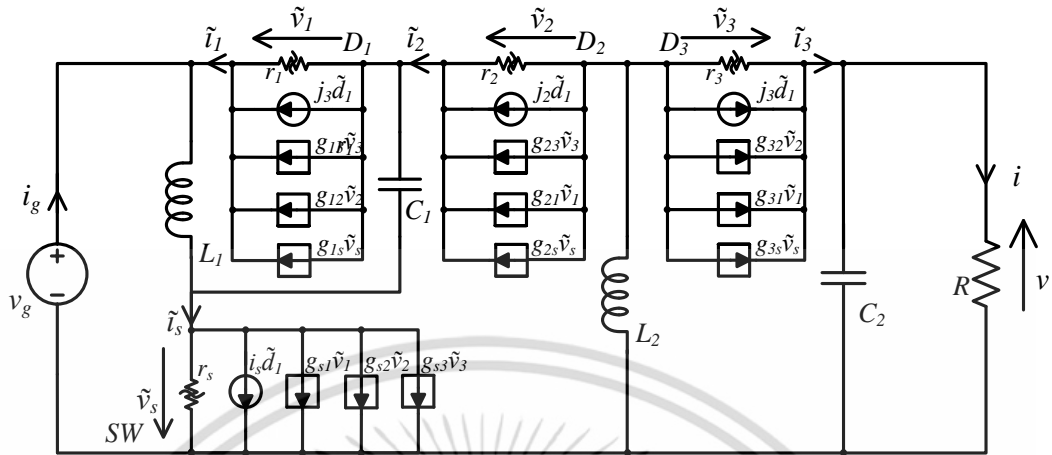 ṽ₁
ĩ₁
D₁
r₁
j₃d̃₁
g₁₂ṽ₂
g₁ₛṽₛ
C₁
ĩ₂
ṽ₂
D₂
r₂
j₂d̃₁
g₂₃ṽ₃
g₂₁ṽ₁
g₂ₛṽₛ
ṽ₃
D₃
ĩ₃
r₃
j₃d̃₁
g₃₂ṽ₂
g₃₁ṽ₁
g₃ₛṽₛ
i_g
v_g
L₁
ĩₛ
ṽₛ
SW
rₛ
iₛd̃₁
gₛ₁ṽ₁
gₛ₂ṽ₂
gₛ₃ṽ₃
L₂
C₂
R
i
v